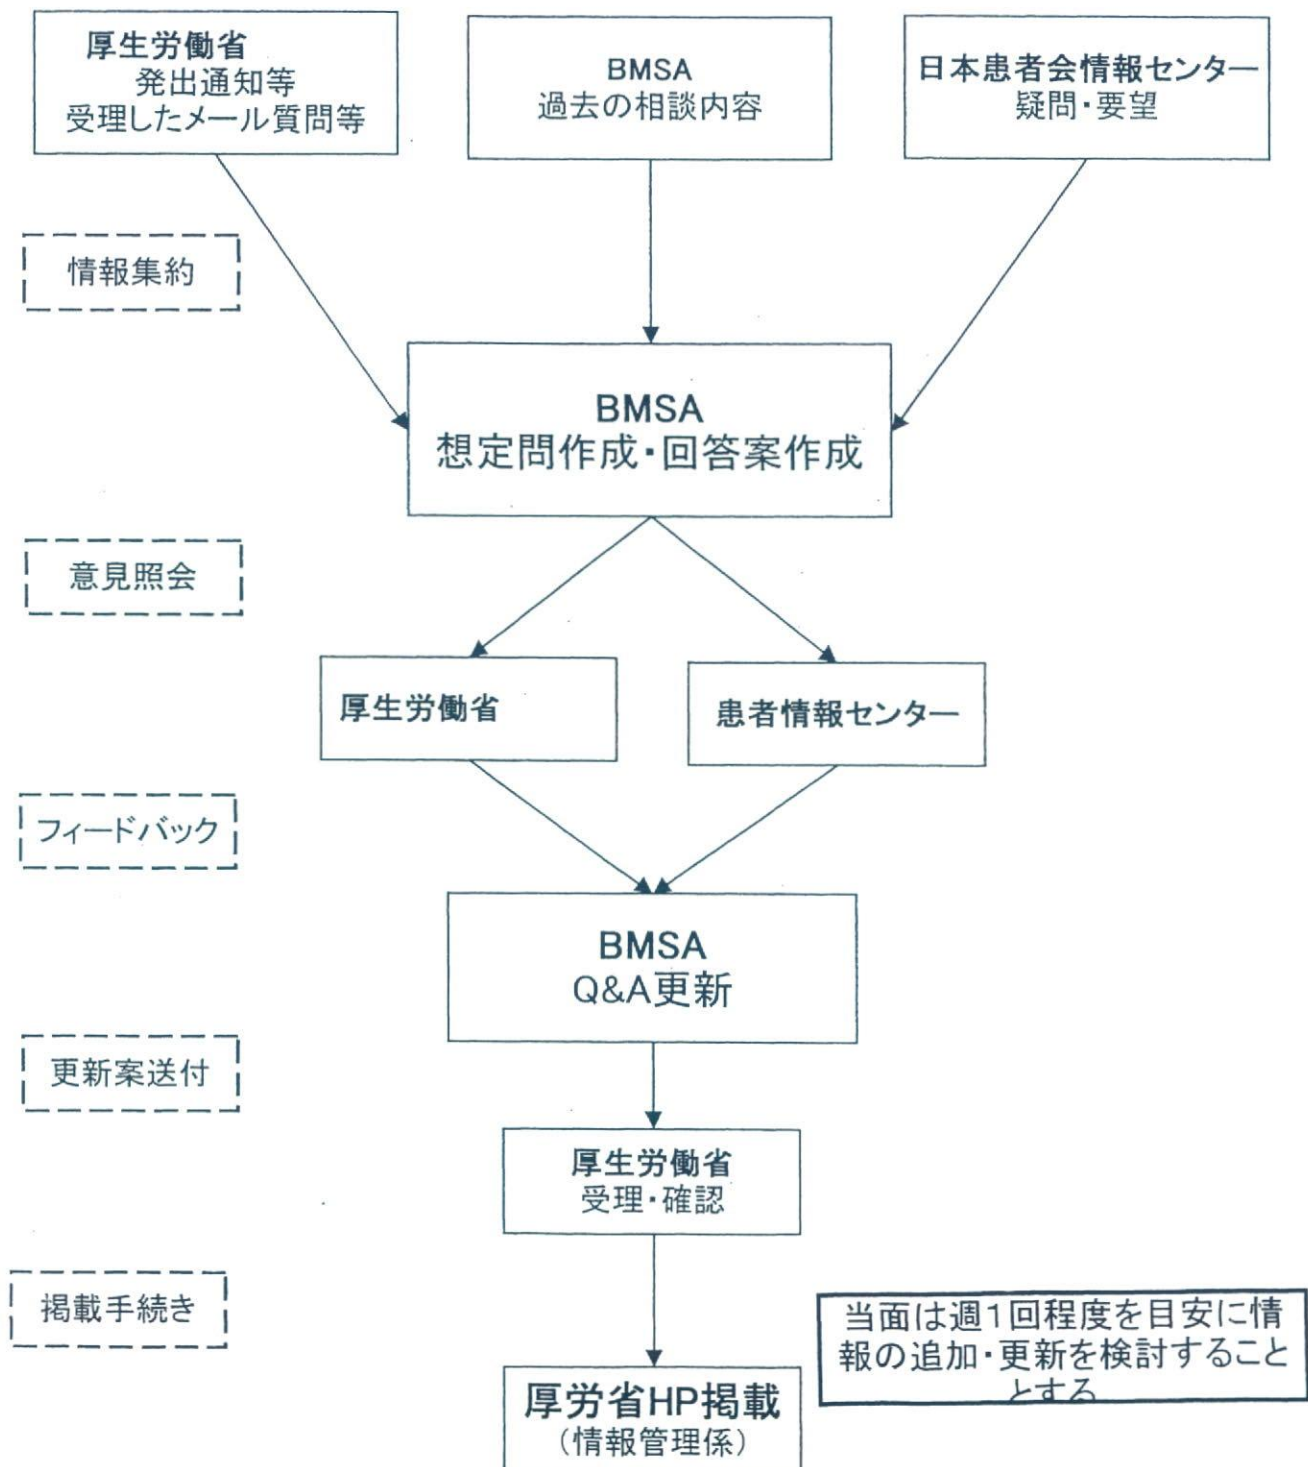 厚生労働省
発出通知等
受理したメール質問等
BMSA
過去の相談内容
日本患者会情報センター
疑問・要望
情報集約
BMSA
想定問作成・回答案作成
意見照会
厚生労働省
患者情報センター
フィードバック
BMSA
Q&A更新
更新案送付
厚生労働省
受理・確認
掲載手続き
当面は週1回程度を目安に情
報の追加・更新を検討すること
とする
厚労省HP掲載
（情報管理係）